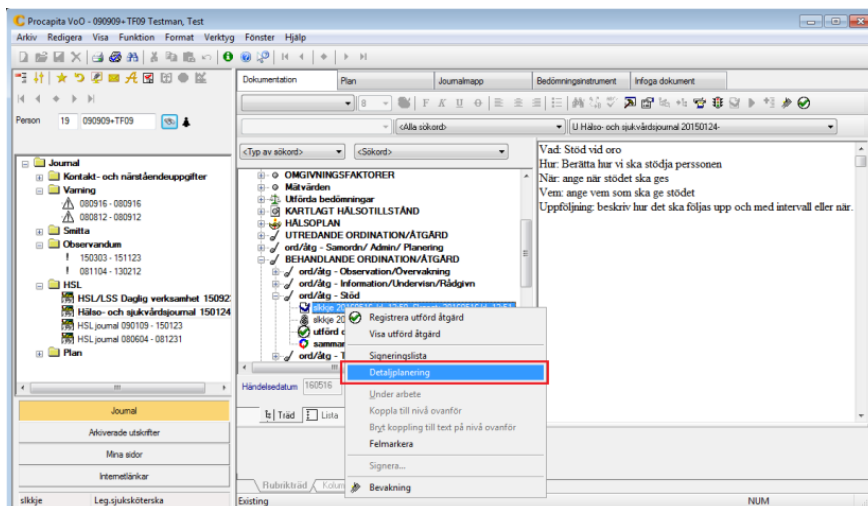 Procapita VoO - 090909+TF09 Testman, Test
Arkiv Redigera Visa Funktion Format Verktyg Fönster Hjälp
Dokumentation Plan Journalmapp Bedömningsinstrument Infoga dokument
8 F K U
Person 19 090909+TF09
<Alla sökord> U Hälso- och sjukvårdsjournal 20150124-
<Typ av sökord> <Sökord>
Journal
Kontakt- och närståendeuppgifter
Varning
080916 - 080916
080812 - 080912
Smitta
Observandum
150303 - 151123
081104 - 130212
HSL
HSL/LSS Daglig verksamhet 15092
Hälso- och sjukvårdsjournal 150124
HSL journal 090109 - 150123
HSL journal 080604 - 081231
Plan
Journal
Arkiverade utskrifter
Mina sidor
Internetlänkar
OMGIVNINGSFAKTORER
Mätvärden
Utförda bedömningar
KARTLAGT HÄLSOTILLSTÅND
HÄLSOPLAN
UTREDANDE ORDINATION/ÅTGÄRD
ord/åtg - Samordn/ Admin/ Planering
BEHANDLANDE ORDINATION/ÅTGÄRD
ord/åtg - Observation/Övervakning
ord/åtg - Information/Undervisn/Rådgivn
ord/åtg - Stöd
slkkje 20
utförd
sammar
ord/åtg - T
Händelsedatum 160516
Träd Lista
Rubrikträd Kolun
Vad: Stöd vid oro
Hur: Berätta hur vi ska stödja perssonen
När: ange när stödet ska ges
Vem: ange vem som ska ge stödet
Uppföljning: beskriv hur det ska följas upp och med intervall eller när.
Registrera utförd åtgärd
Visa utförd åtgärd
Signeringslista
Detaljplanering
Under arbete
Koppla till nivå ovanför
Bryt koppling till text på nivå ovanför
Felmarkera
Signera...
Bevakning
slkkje Leg.sjuksköterska Existing NUM